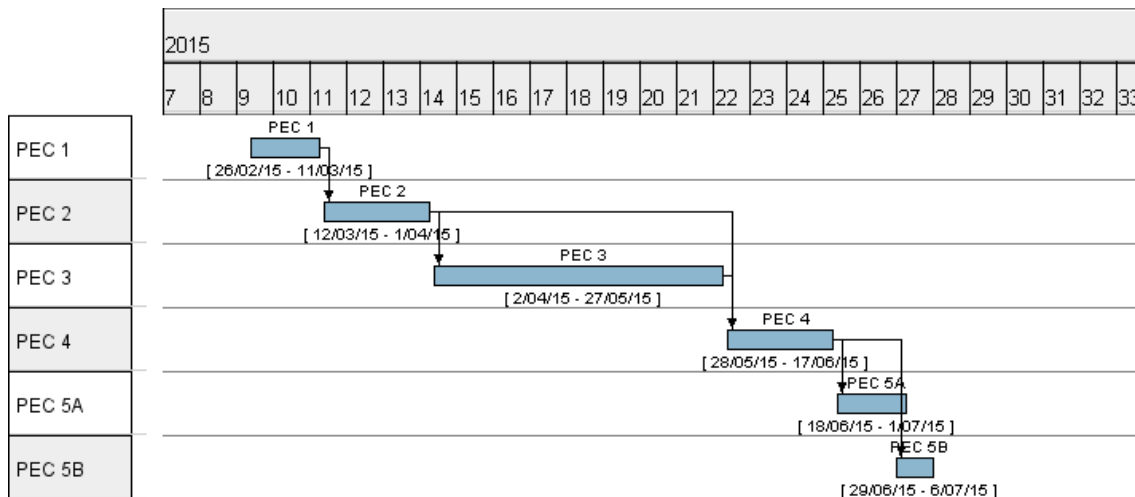 2015
7 8 9 10 11 12 13 14 15 16 17 18 19 20 21 22 23 24 25 26 27 28 29 30 31 32 33
PEC 1
PEC 1
[ 26/02/15 - 11/03/15 ]
PEC 2
PEC 2
[ 12/03/15 - 1/04/15 ]
PEC 3
PEC 3
[ 2/04/15 - 27/05/15 ]
PEC 4
PEC 4
[ 28/05/15 - 17/06/15 ]
PEC 5A
PEC 5A
[ 18/06/15 - 1/07/15 ]
PEC 5B
PEC 5B
[ 29/06/15 - 6/07/15 ]